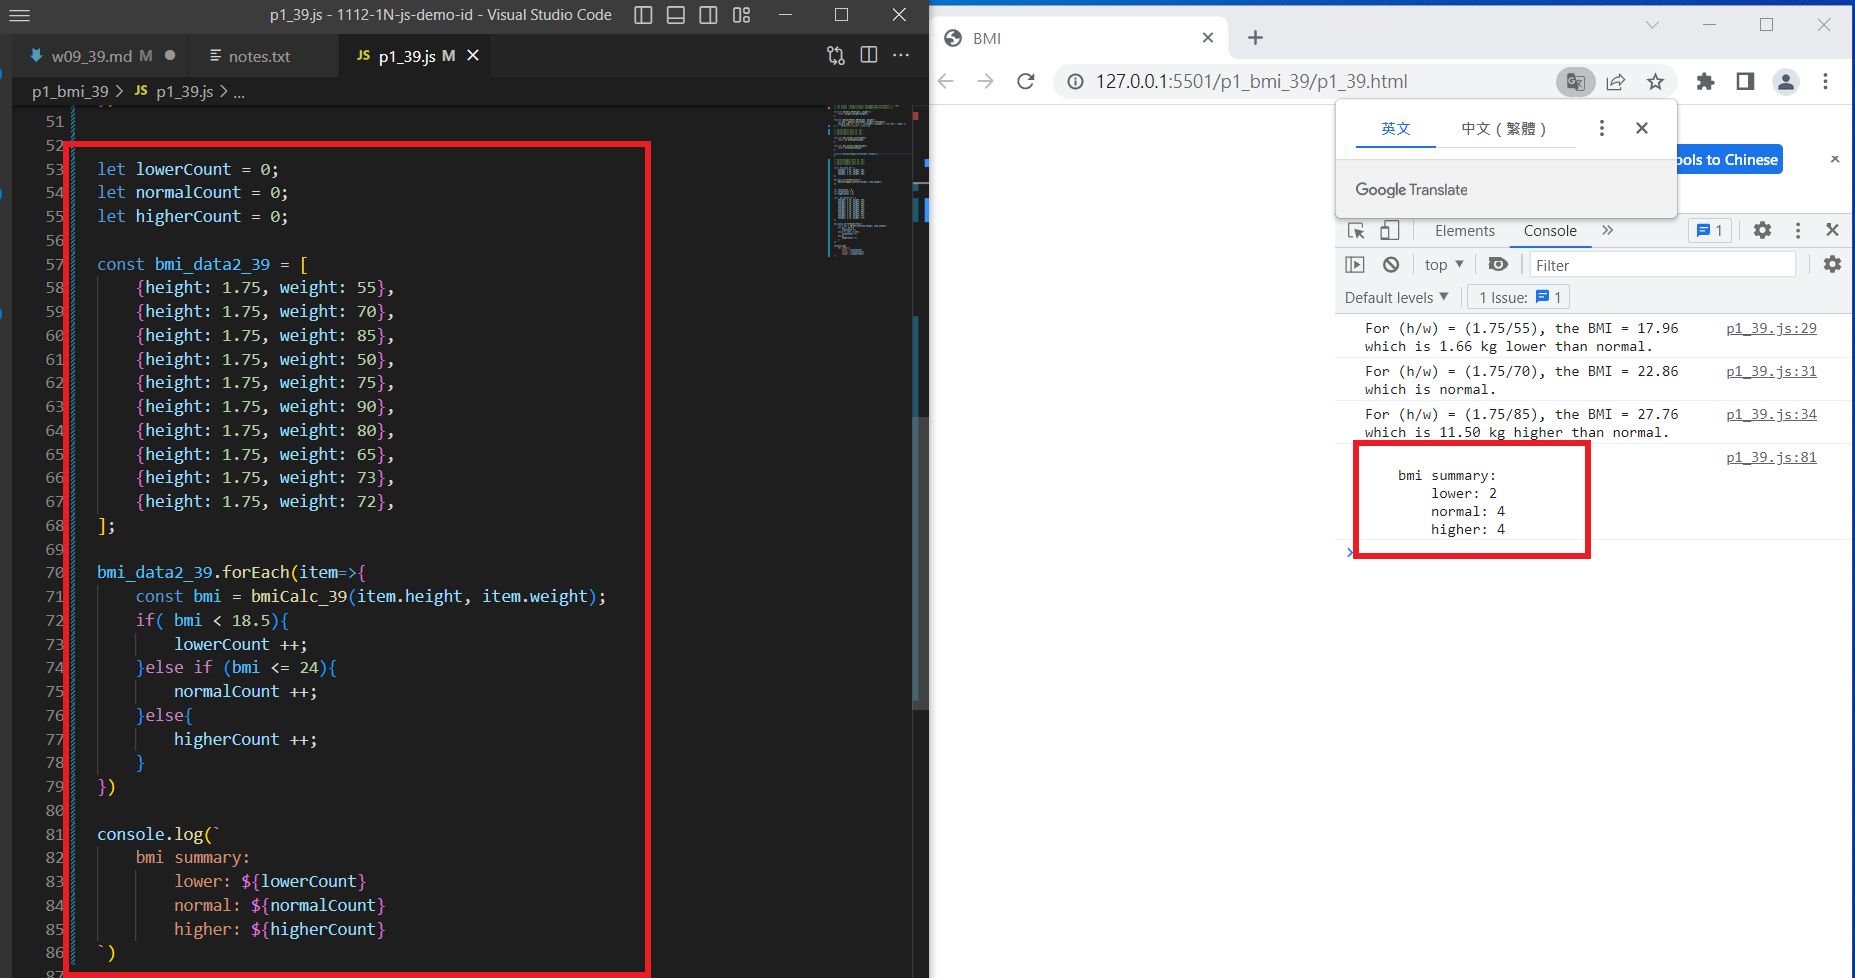 p1_39.js - 1112-1N-js-demo-id - Visual Studio Code
w09_39.md M
notes.txt
JS p1_39.js M
p1_bmi_39 > JS p1_39.js > ...
51
52
53 let lowerCount = 0;
54 let normalCount = 0;
55 let higherCount = 0;
56
57 const bmi_data2_39 = [
58 {height: 1.75, weight: 55},
59 {height: 1.75, weight: 70},
60 {height: 1.75, weight: 85},
61 {height: 1.75, weight: 50},
62 {height: 1.75, weight: 75},
63 {height: 1.75, weight: 90},
64 {height: 1.75, weight: 80},
65 {height: 1.75, weight: 65},
66 {height: 1.75, weight: 73},
67 {height: 1.75, weight: 72},
68 ];
69
70 bmi_data2_39.forEach(item=>{
71 const bmi = bmiCalc_39(item.height, item.weight);
72 if( bmi < 18.5){
73 lowerCount ++;
74 }else if (bmi <= 24){
75 normalCount ++;
76 }else{
77 higherCount ++;
78 }
79 })
80
81 console.log(`
82 bmi summary:
83 lower: ${lowerCount}
84 normal: ${normalCount}
85 higher: ${higherCount}
86 `)
87
BMI
127.0.0.1:5501/p1_bmi_39/p1_39.html
英文
中文（繁體）
Google Translate
ools to Chinese
Elements
Console
1
top
Filter
Default levels
1 Issue: 1
For (h/w) = (1.75/55), the BMI = 17.96 p1_39.js:29
which is 1.66 kg lower than normal.
For (h/w) = (1.75/70), the BMI = 22.86 p1_39.js:31
which is normal.
For (h/w) = (1.75/85), the BMI = 27.76 p1_39.js:34
which is 11.50 kg higher than normal.
p1_39.js:81
bmi summary:
lower: 2
normal: 4
higher: 4